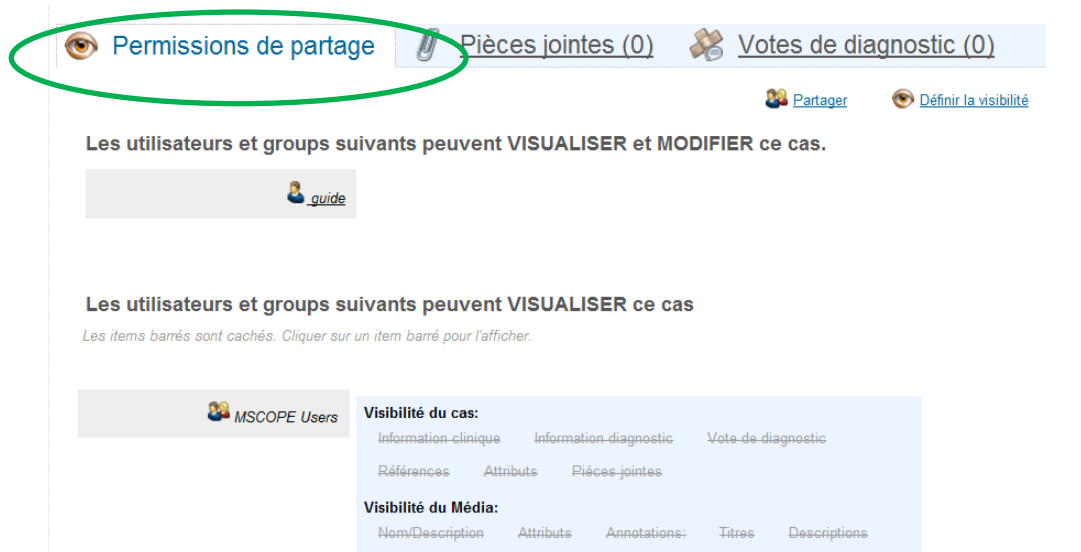 Permissions de partage Pièces jointes (0) Votes de diagnostic (0)
Partager Définir la visibilité
Les utilisateurs et groups suivants peuvent VISUALISER et MODIFIER ce cas.
guide
Les utilisateurs et groups suivants peuvent VISUALISER ce cas
Les items barrés sont cachés. Cliquer sur un item barré pour l'afficher.
MSCOPE Users Visibilité du cas:
Information clinique Information diagnostic Vote de diagnostic
Références Attributs Pièces jointes
Visibilité du Média:
Nom/Description Attributs Annotations: Titres Descriptions